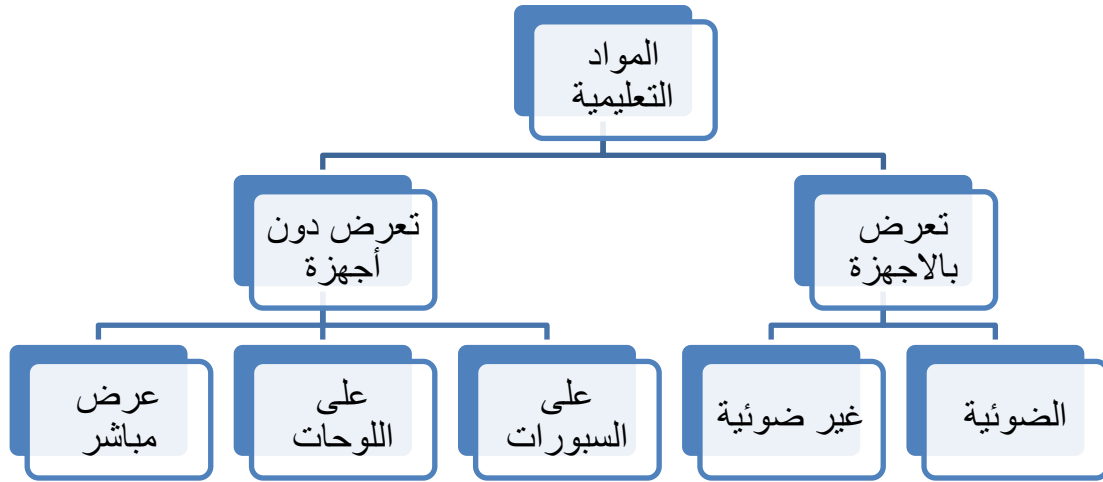 المواد
التعليمية
تعرض
بالاجهزة
تعرض دون
أجهزة
الضوئية
غير ضوئية
على
السبورات
على
اللوحات
عرض
مباشر